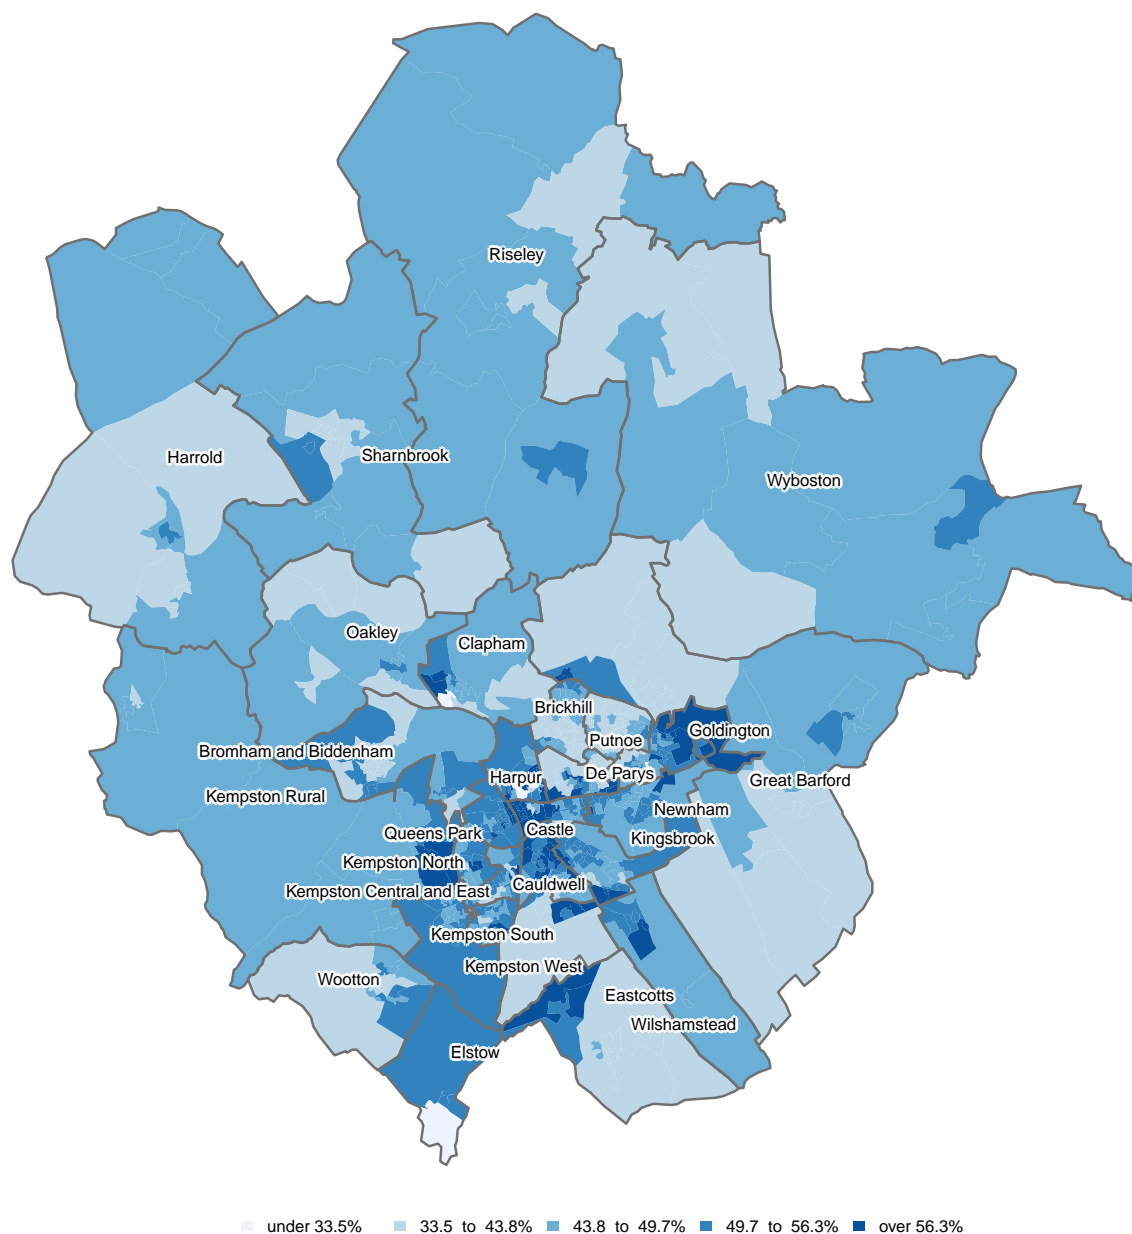 Riseley
Harrold
Sharnbrook
Wyboston
Oakley
Clapham
Brickhill
Goldington
Putnoe
Bromham and Biddenham
Harpur
De Parys
Great Barford
Kempston Rural
Newnham
Queens Park
Castle
Kingsbrook
Kempston North
Kempston Central and East
Cauldwell
Kempston South
Kempston West
Wootton
Eastcotts
Wilshamstead
Elstow
under 33.5% 33.5 to 43.8% 43.8 to 49.7% 49.7 to 56.3% over 56.3%